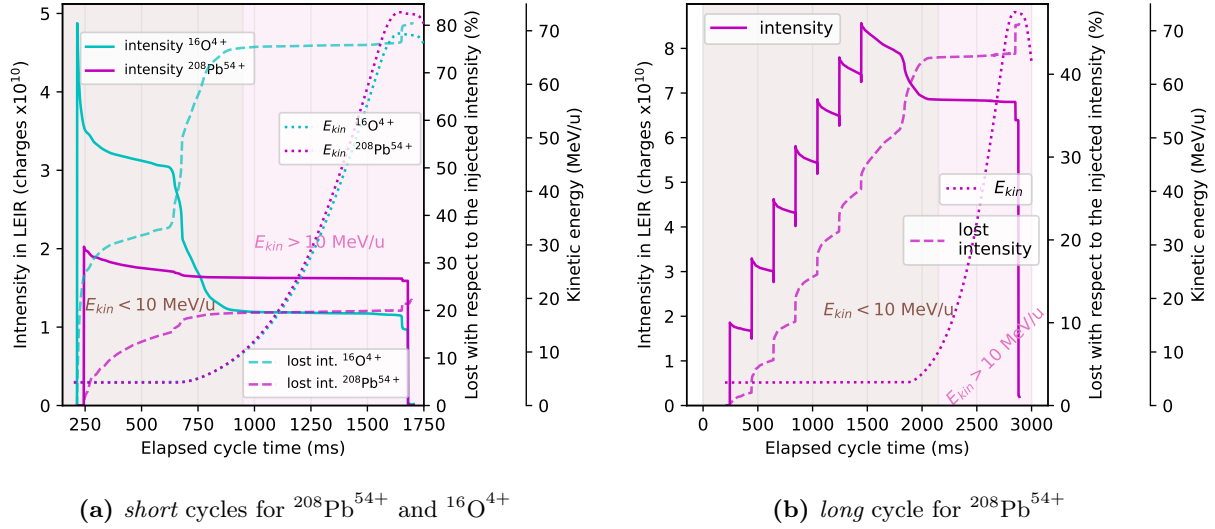 intensity ¹⁶O⁴⁺
intensity ²⁰⁸Pb⁵⁴⁺
E_kin ¹⁶O⁴⁺
E_kin ²⁰⁸Pb⁵⁴⁺
E_kin > 10 MeV/u
E_kin < 10 MeV/u
lost int. ¹⁶O⁴⁺
lost int. ²⁰⁸Pb⁵⁴⁺
Intnensity in LEIR (charges x10¹⁰)
0 1 2 3 4 5
250 500 750 1000 1250 1500 1750
Elapsed cycle time (ms)
0 10 20 30 40 50 60 70 80
Lost with respect to the injected intensity (%)
0 10 20 30 40 50 60 70
Kinetic energy (MeV/u)
(a) short cycles for ²⁰⁸Pb⁵⁴⁺ and ¹⁶O⁴⁺
intensity
E_kin
lost
intensity
E_kin < 10 MeV/u
E_kin > 10 MeV/u
Intnensity in LEIR (charges x10¹⁰)
0 1 2 3 4 5 6 7 8
0 500 1000 1500 2000 2500 3000
Elapsed cycle time (ms)
0 10 20 30 40
Lost with respect to the injected intensity (%)
0 10 20 30 40 50 60 70
Kinetic energy (MeV/u)
(b) long cycle for ²⁰⁸Pb⁵⁴⁺